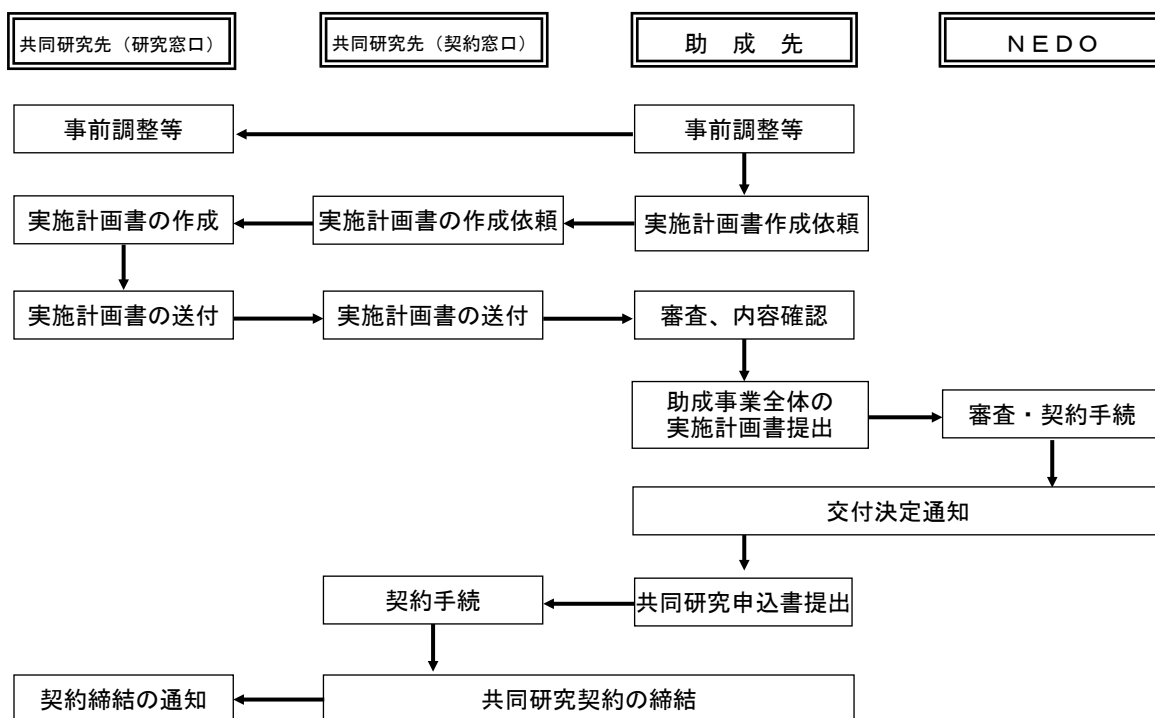 共同研究先（研究窓口）
共同研究先（契約窓口）
助 成 先
ＮＥＤＯ
事前調整等
事前調整等
実施計画書の作成
実施計画書の作成依頼
実施計画書作成依頼
実施計画書の送付
実施計画書の送付
審査、内容確認
助成事業全体の
実施計画書提出
審査・契約手続
交付決定通知
契約手続
共同研究申込書提出
契約締結の通知
共同研究契約の締結